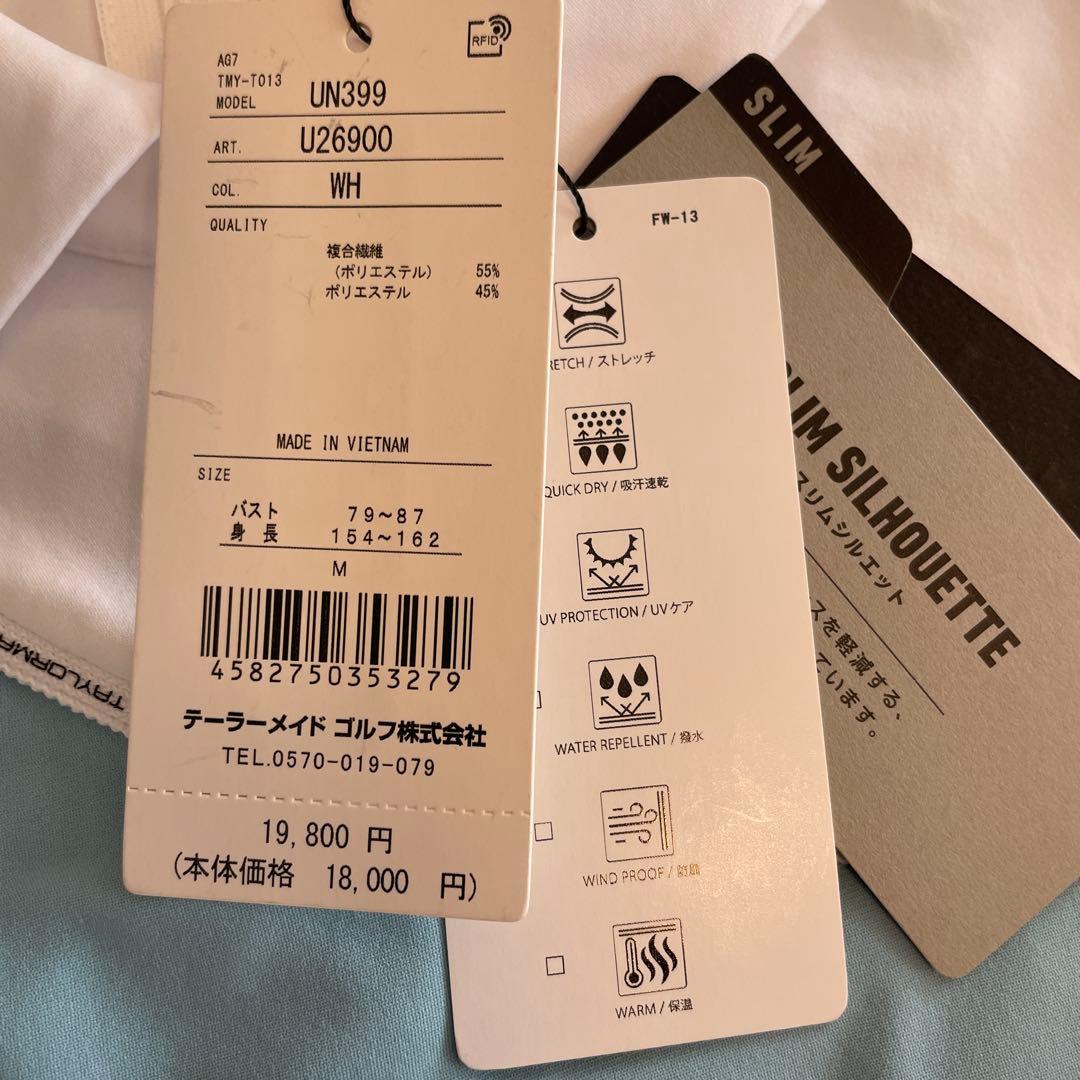 RFID
AG7
TMY-T013
MODEL UN399
ART. U26900
COL. WH
QUALITY
複合繊維
(ポリエステル) 55%
ポリエステル 45%
MADE IN VIETNAM
SIZE
バスト 79~87
身長 154~162
M
4582750353279
テーラーメイド ゴルフ株式会社
TEL.0570-019-079
19,800 円
(本体価格 18,000 円)
FW-13
RETCH / ストレッチ
QUICK DRY / 吸汗速乾
UV PROTECTION / UV ケア
WATER REPELLENT / 撥水
WIND PROOF / 防風
WARM / 保温
SLIM
SLIM SILHOUETTE
スリムシルエット
スを軽減する、
ています。
TAYLORMA